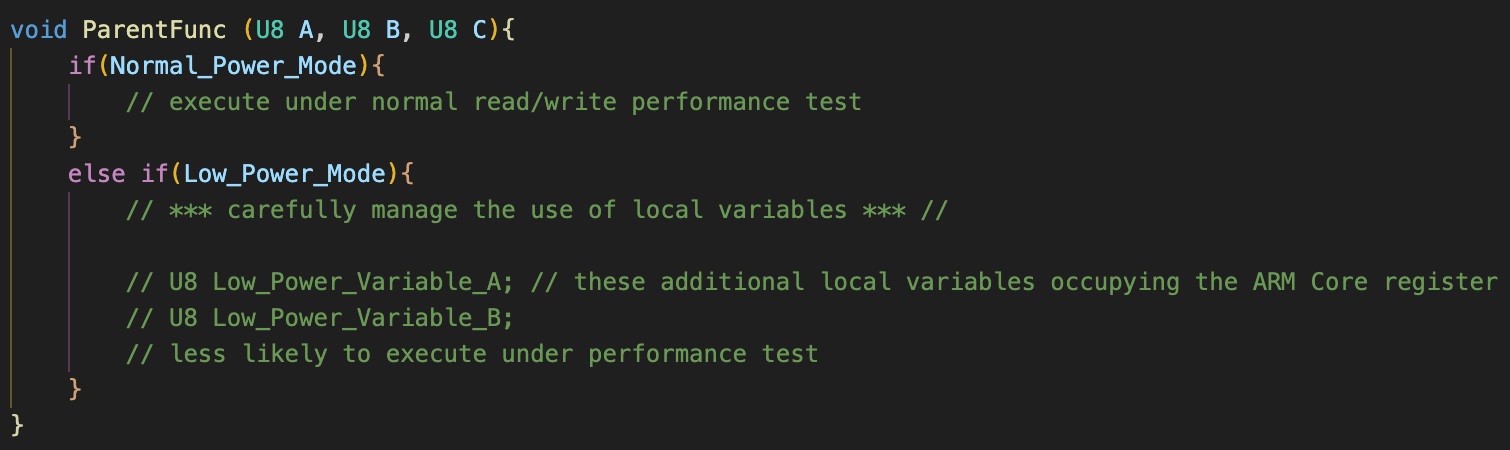 void ParentFunc (U8 A, U8 B, U8 C){
if(Normal_Power_Mode){
// execute under normal read/write performance test
}
else if(Low_Power_Mode){
// *** carefully manage the use of local variables *** //
// U8 Low_Power_Variable_A; // these additional local variables occupying the ARM Core register
// U8 Low_Power_Variable_B;
// less likely to execute under performance test
}
}